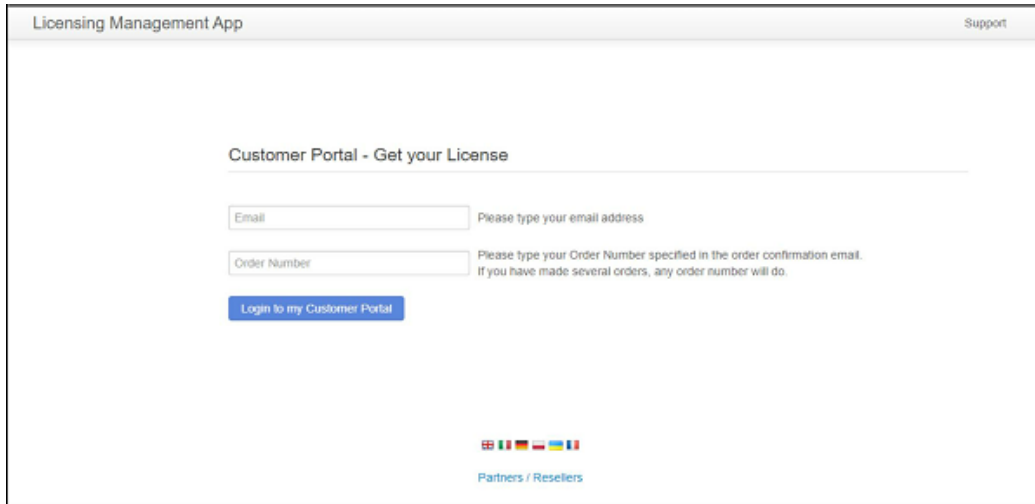 Licensing Management App
Support
Customer Portal - Get your License
Email
Please type your email address
Order Number
Please type your Order Number specified in the order confirmation email.
If you have made several orders, any order number will do.
Login to my Customer Portal
Partners / Resellers